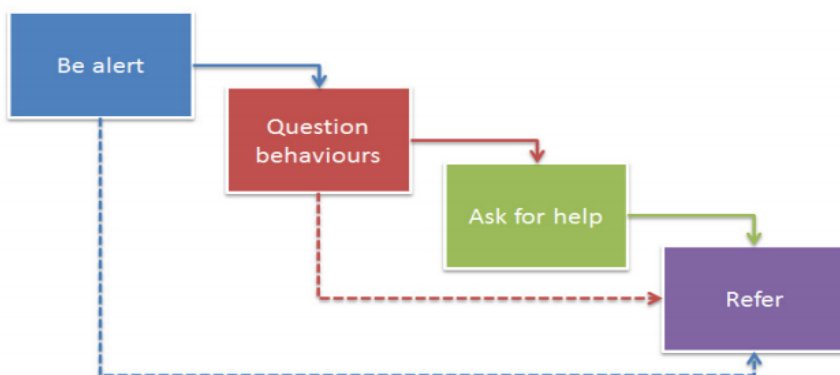 Be alert
Question
behaviours
Ask for help
Refer